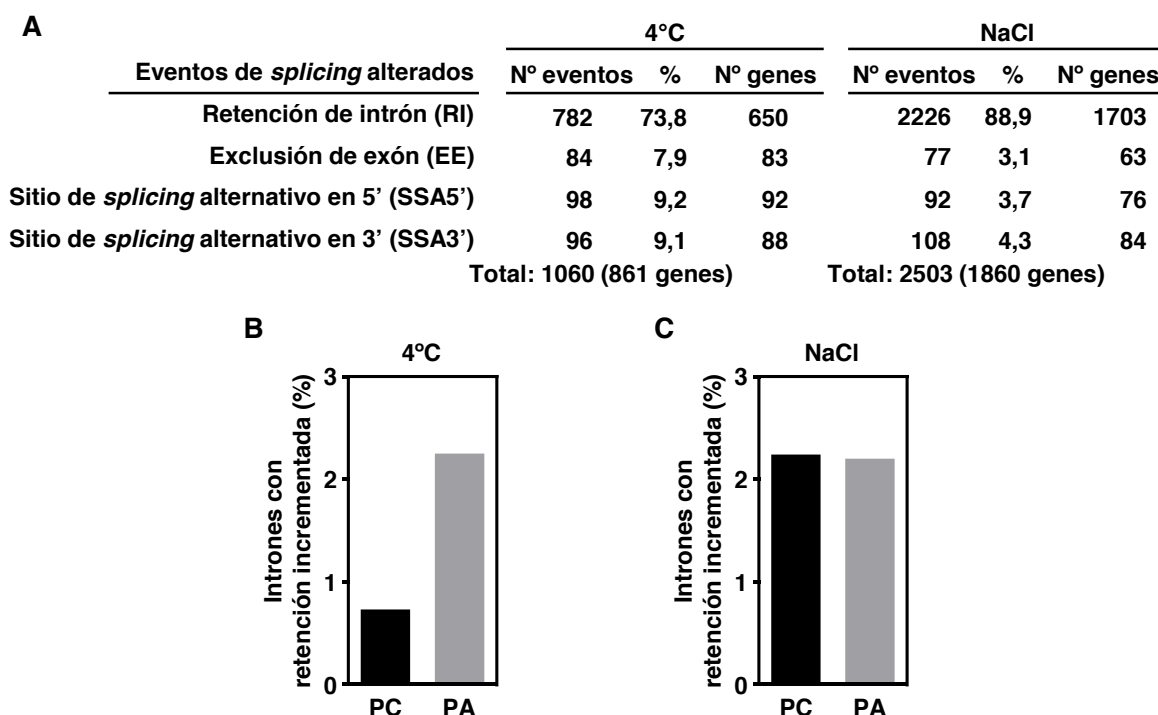 A
4°C NaCl
Eventos de splicing alterados Nº eventos % Nº genes Nº eventos % Nº genes
Retención de intrón (RI) 782 73,8 650 2226 88,9 1703
Exclusión de exón (EE) 84 7,9 83 77 3,1 63
Sitio de splicing alternativo en 5’ (SSA5’) 98 9,2 92 92 3,7 76
Sitio de splicing alternativo en 3’ (SSA3’) 96 9,1 88 108 4,3 84
Total: 1060 (861 genes) Total: 2503 (1860 genes)
B
4ºC
Intrones con
retención incrementada (%)
3
2
1
0
PC PA
C
NaCl
Intrones con
retención incrementada (%)
3
2
1
0
PC PA